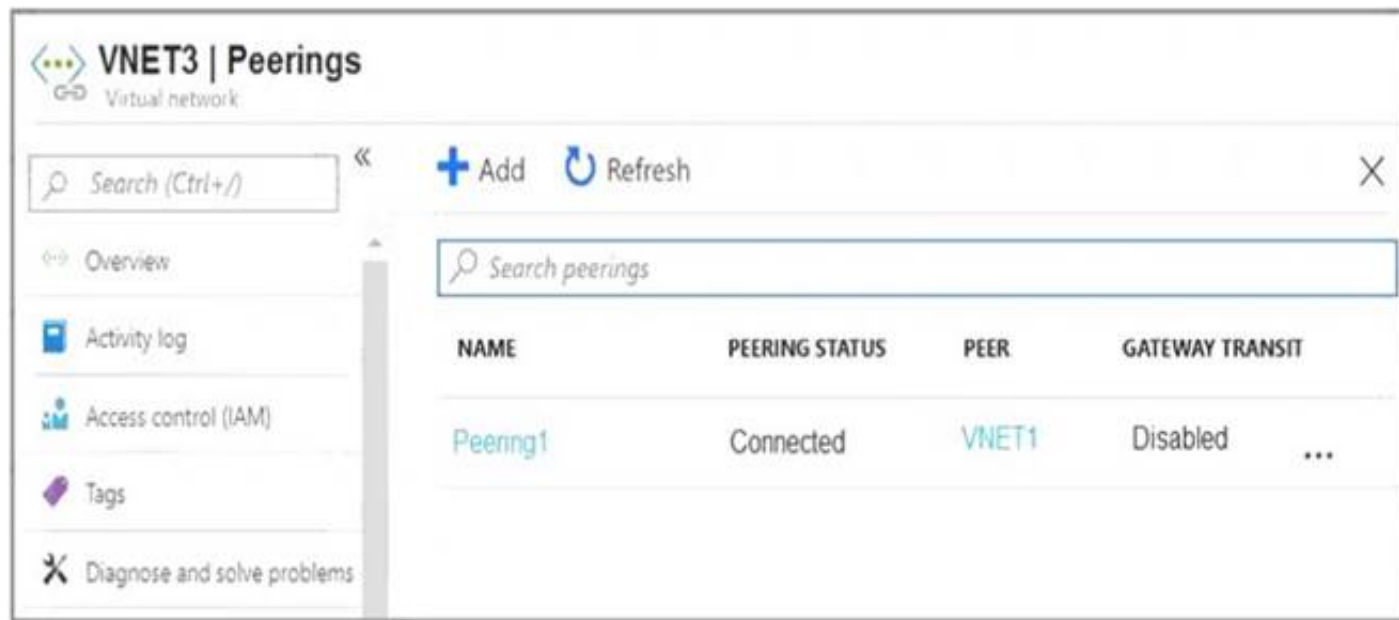 VNET3 | Peerings
Virtual network
Search (Ctrl+/)
«
Add
Refresh
X
Overview
Activity log
Access control (IAM)
Tags
Diagnose and solve problems
Search peerings
NAME PEERING STATUS PEER GATEWAY TRANSIT
Peering1 Connected VNET1 Disabled ...